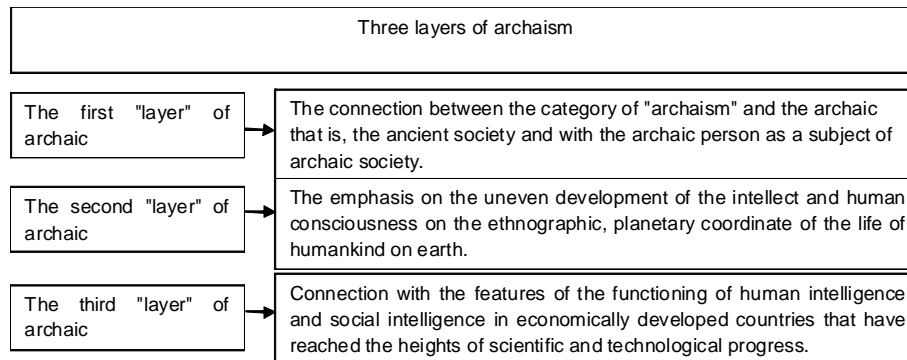 Three layers of archaism
The first "layer" of
archaic
The connection between the category of "archaism" and the archaic
that is, the ancient society and with the archaic person as a subject of
archaic society.
The second "layer" of
archaic
The emphasis on the uneven development of the intellect and human
consciousness on the ethnographic, planetary coordinate of the life of
humankind on earth.
The third "layer" of
archaic
Connection with the features of the functioning of human intelligence
and social intelligence in economically developed countries that have
reached the heights of scientific and technological progress.